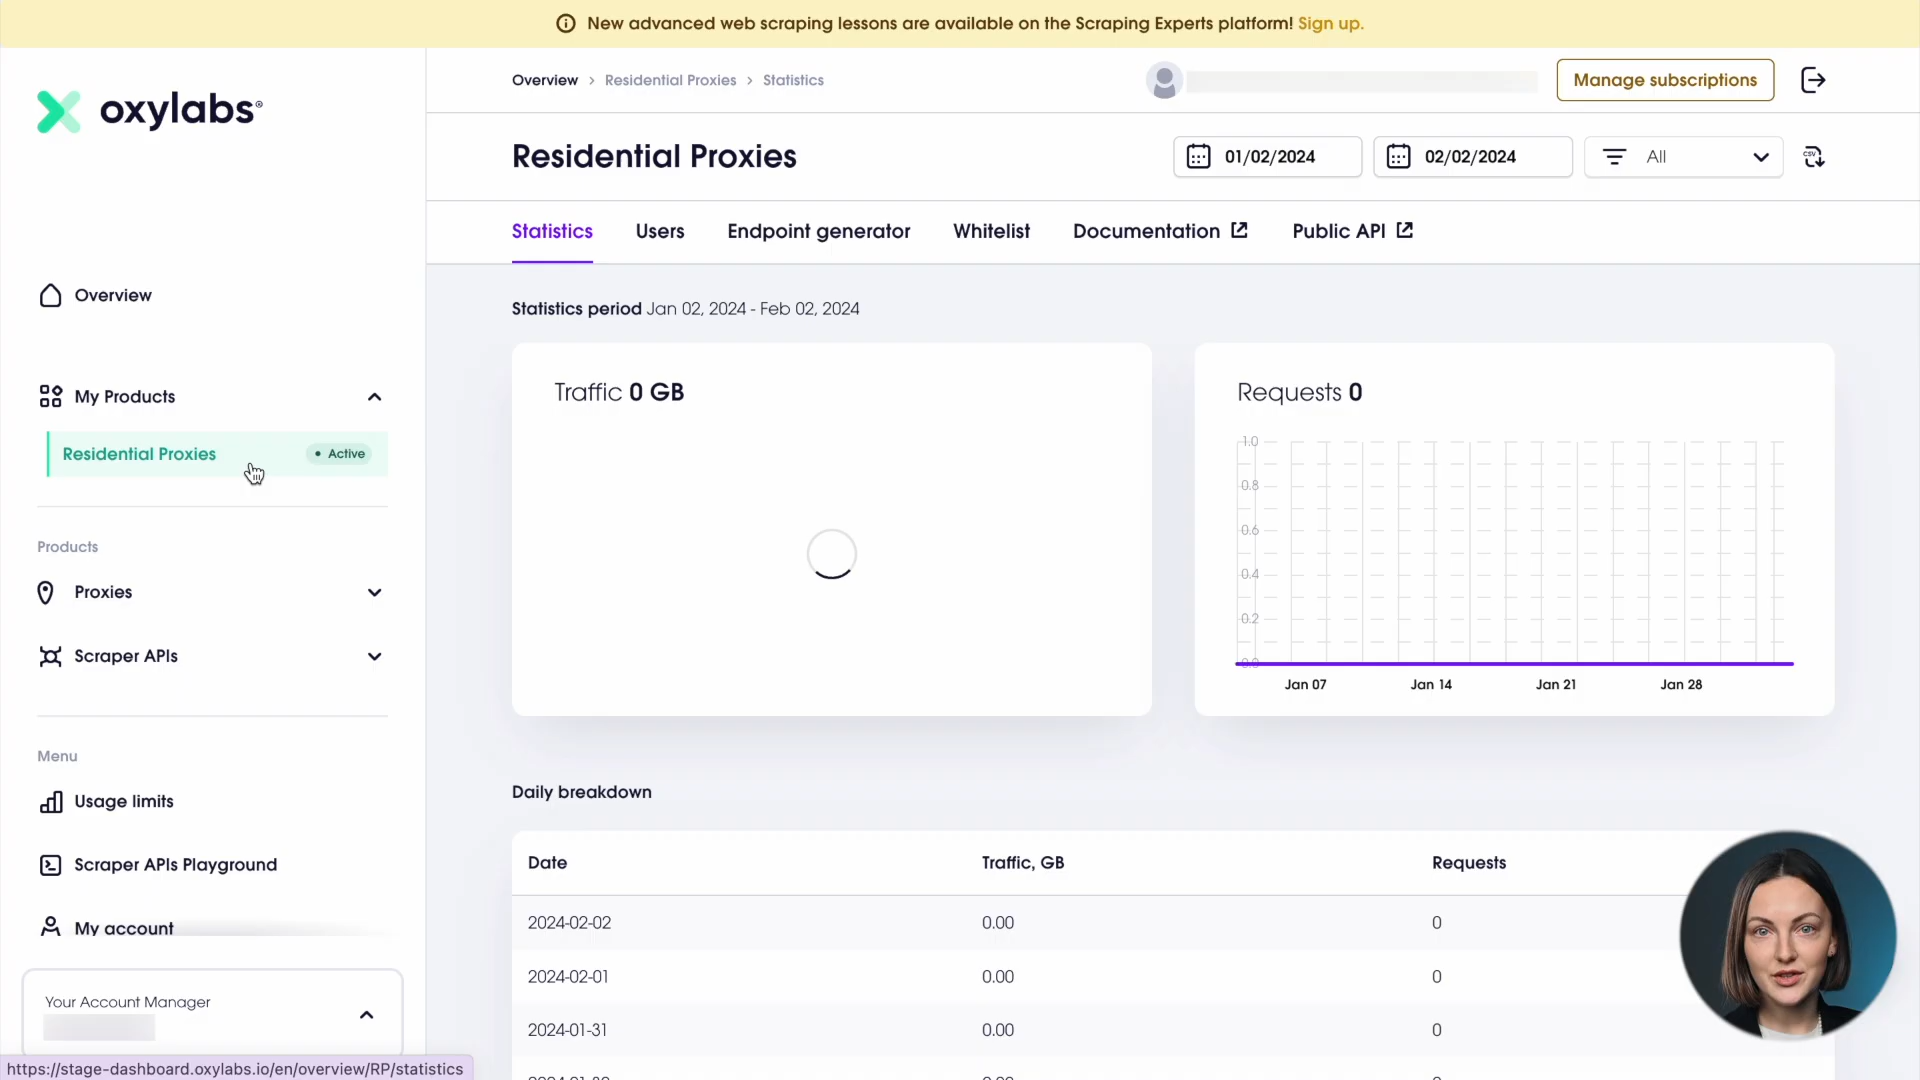 New advanced web scraping lessons are available on the Scraping Experts platform! Sign up.
oxylabs®
Overview > Residential Proxies > Statistics
Manage subscriptions
Residential Proxies
01/02/2024
02/02/2024
All
CSV
Statistics
Users
Endpoint generator
Whitelist
Documentation
Public API
Overview
My Products
Residential Proxies
• Active
Products
Proxies
Scraper APIs
Menu
Usage limits
Scraper APIs Playground
My account
Your Account Manager
https://stage-dashboard.oxylabs.io/en/overview/RP/statistics
Statistics period Jan 02, 2024 - Feb 02, 2024
Traffic 0 GB
Requests 0
1.0
0.8
0.6
0.4
0.2
0.0
Jan 07
Jan 14
Jan 21
Jan 28
Daily breakdown
Date Traffic, GB Requests
2024-02-02 0.00 0
2024-02-01 0.00 0
2024-01-31 0.00 0